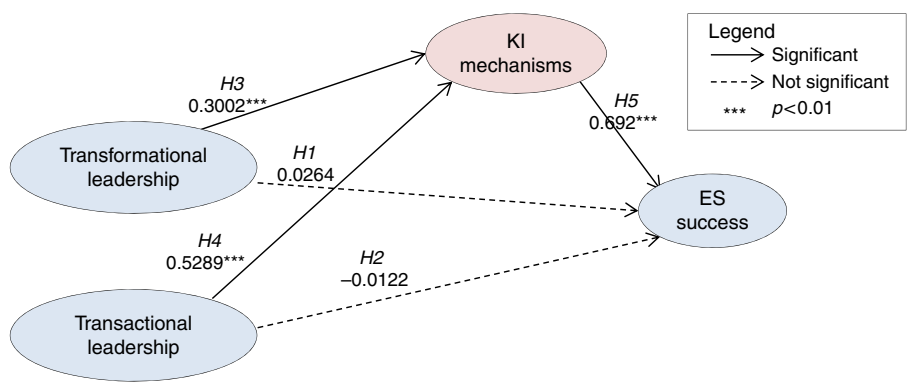 KI
mechanisms
Legend
Significant
Not significant
*** p<0.01
H3
0.3002***
H5
0.692***
Transformational
leadership
H1
0.0264
ES
success
H4
0.5289***
H2
–0.0122
Transactional
leadership